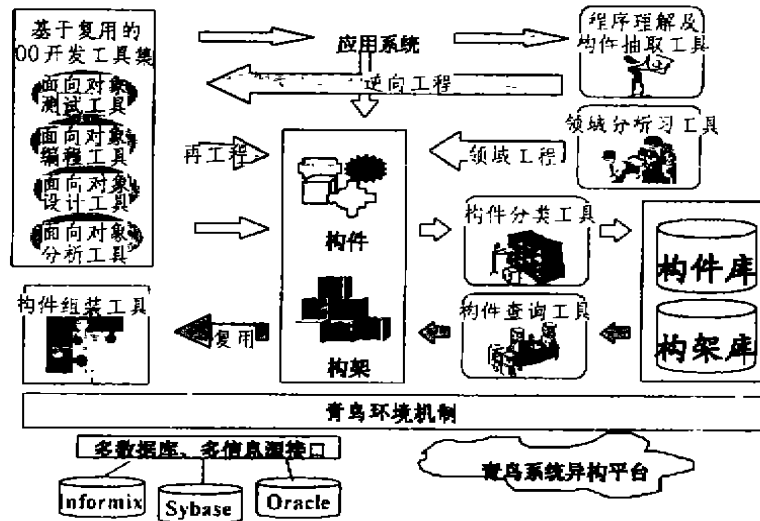 基于复用的
OO开发工具集
面向对象
测试工具
面向对象
编程工具
面向对象
设计工具
面向对象
分析工具
应用系统
程序理解及
构件抽取工具
逆向工程
再工程
领域工程
领域分析习工具
构件
构架
构件分类工具
构件查询工具
构件库
构架库
构件组装工具
复用
青鸟环境机制
多数据库、多信息源接口
Informix
Sybase
Oracle
青鸟系统异构平台